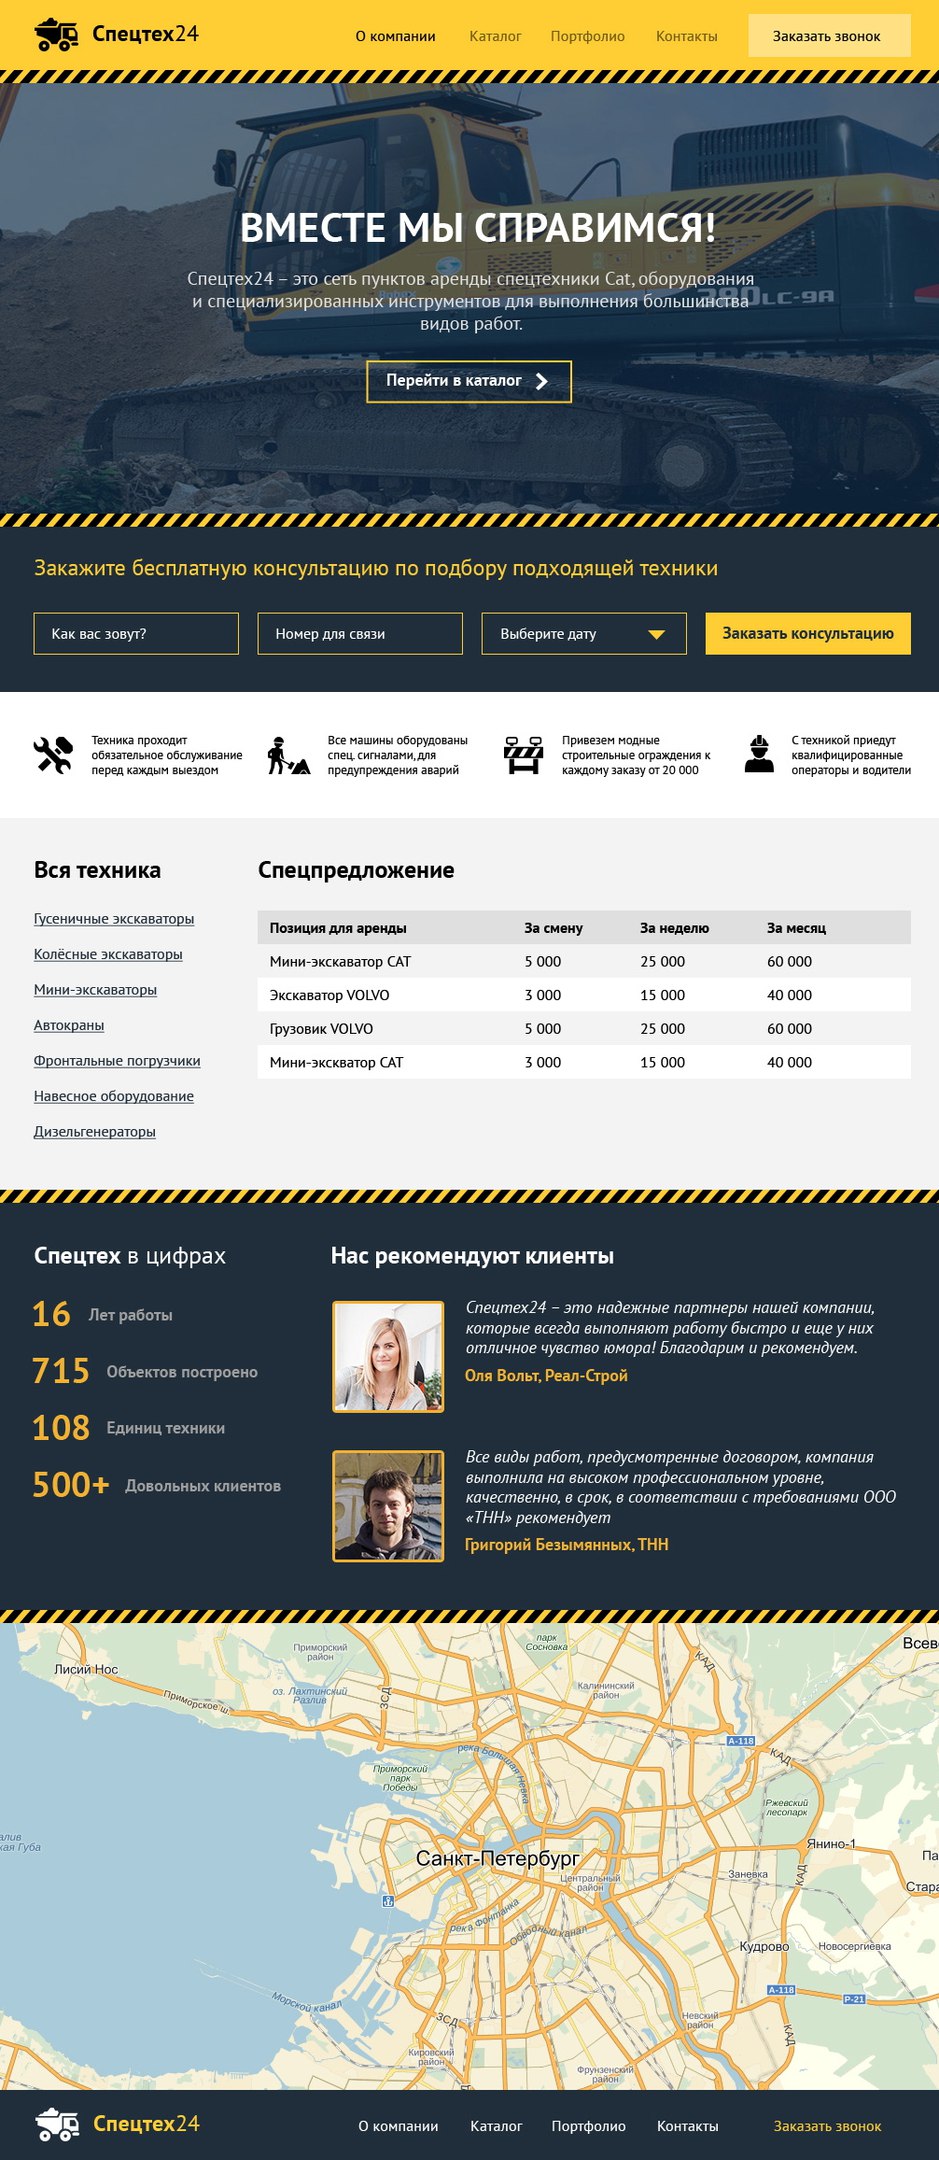 Спецтех24
О компании
Каталог
Портфолио
Контакты
Заказать звонок
ВМЕСТЕ МЫ СПРАВИМСЯ!
Спецтех24 – это сеть пунктов аренды спецтехники Cat, оборудования
и специализированных инструментов для выполнения большинства
видов работ.
LC-9A
Перейти в каталог
Закажите бесплатную консультацию по подбору подходящей техники
Как вас зовут?
Номер для связи
Выберите дату
Заказать консультацию
Техника проходит
обязательное обслуживание
перед каждым выездом
Все машины оборудованы
спец. сигналами, для
предупреждения аварий
Привезем модные
строительные ограждения к
каждому заказу от 20 000
С техникой приедут
квалифицированные
операторы и водители
Вся техника
Гусеничные экскаваторы
Колёсные экскаваторы
Мини-экскаваторы
Автокраны
Фронтальные погрузчики
Навесное оборудование
Дизельгенераторы
Спецпредложение
Позиция для аренды За смену За неделю За месяц
Мини-экскаватор CAT 5 000 25 000 60 000
Экскаватор VOLVO 3 000 15 000 40 000
Грузовик VOLVO 5 000 25 000 60 000
Мини-экскватор CAT 3 000 15 000 40 000
Спецтех в цифрах
16 Лет работы
715 Объектов построено
108 Единиц техники
500+ Довольных клиентов
Нас рекомендуют клиенты
Спецтех24 – это надежные партнеры нашей компании,
которые всегда выполняют работу быстро и еще у них
отличное чувство юмора! Благодарим и рекомендуем.
Оля Вольт, Реал-Строй
Все виды работ, предусмотренные договором, компания
выполнила на высоком профессиональном уровне,
качественно, в срок, в соответствии с требованиями ООО
«ТНН» рекомендует
Григорий Безымянных, ТНН
парк
Сосновка
Всев
Приморский
район
КАД
Лисий Нос
оз. Лахтинский
Разлив
ЗСД
Калининский
район
Приморское ш.
А-118
река Большая Невка
КАД
Приморский
парк
Победы
Ржевский
лесопарк
алив
кая Губа
Янино-1
Санкт-Петербург
Па
Заневка
КАД
Центральный
район
Стара
река Фонтанка
Обводный канал
Кудрово
Новосергиевка
А-118
Р-21
Морской канал
ЗСД
Невский
район
КАД
Кировский
район
Фрунзенский
район
Спецтех24
О компании
Каталог
Портфолио
Контакты
Заказать звонок